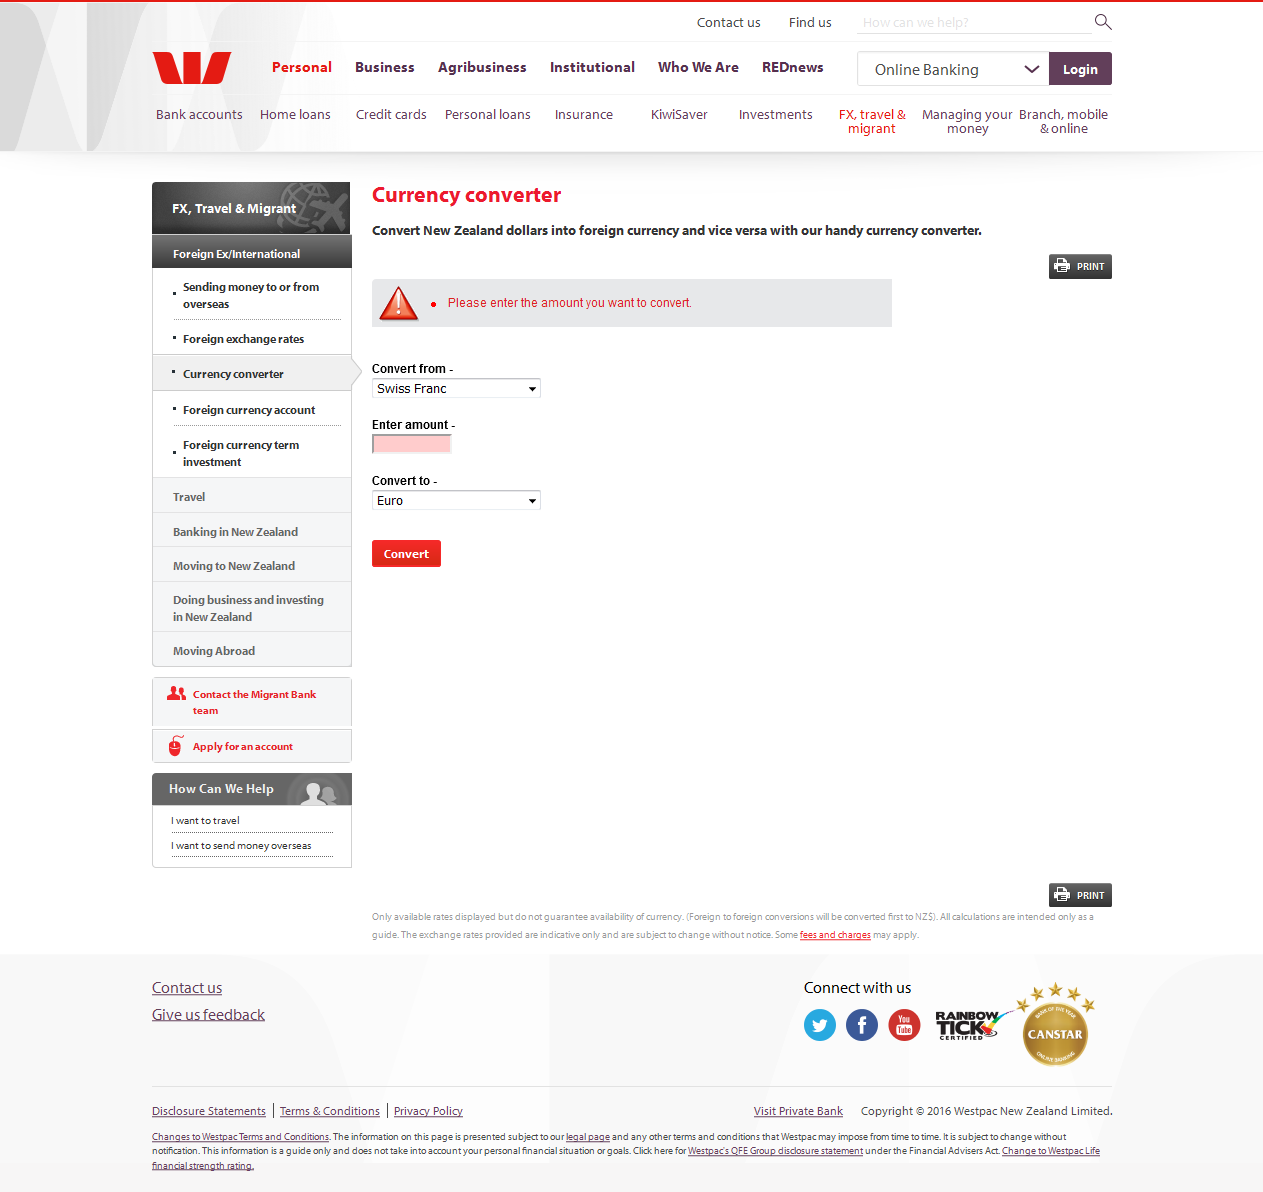 Contact us
Find us
How can we help?
Personal
Business
Agribusiness
Institutional
Who We Are
REDnews
Online Banking
Login
Bank accounts
Home loans
Credit cards
Personal loans
Insurance
KiwiSaver
Investments
FX, travel &
migrant
Managing your
money
Branch, mobile
& online
FX, Travel & Migrant
Foreign Ex/International
Sending money to or from
overseas
Foreign exchange rates
Currency converter
Foreign currency account
Foreign currency term
investment
Travel
Banking in New Zealand
Moving to New Zealand
Doing business and investing
in New Zealand
Moving Abroad
Contact the Migrant Bank
team
Apply for an account
How Can We Help
I want to travel
I want to send money overseas
Currency converter
Convert New Zealand dollars into foreign currency and vice versa with our handy currency converter.
PRINT
Please enter the amount you want to convert.
Convert from -
Swiss Franc
Enter amount -
Convert to -
Euro
Convert
PRINT
Only available rates displayed but do not guarantee availability of currency. (Foreign to foreign conversions will be converted first to NZ$). All calculations are intended only as a
guide. The exchange rates provided are indicative only and are subject to change without notice. Some fees and charges may apply.
Contact us
Give us feedback
Connect with us
You
Tube
RAINBOW
TICK
CERTIFIED
BANK OF THE YEAR
CANSTAR
ONLINE BANKING
Disclosure Statements
Terms & Conditions
Privacy Policy
Visit Private Bank
Copyright © 2016 Westpac New Zealand Limited.
Changes to Westpac Terms and Conditions. The information on this page is presented subject to our legal page and any other terms and conditions that Westpac may impose from time to time. It is subject to change without
notification. This information is a guide only and does not take into account your personal financial situation or goals. Click here for Westpac's QFE Group disclosure statement under the Financial Advisers Act. Change to Westpac Life
financial strength rating.